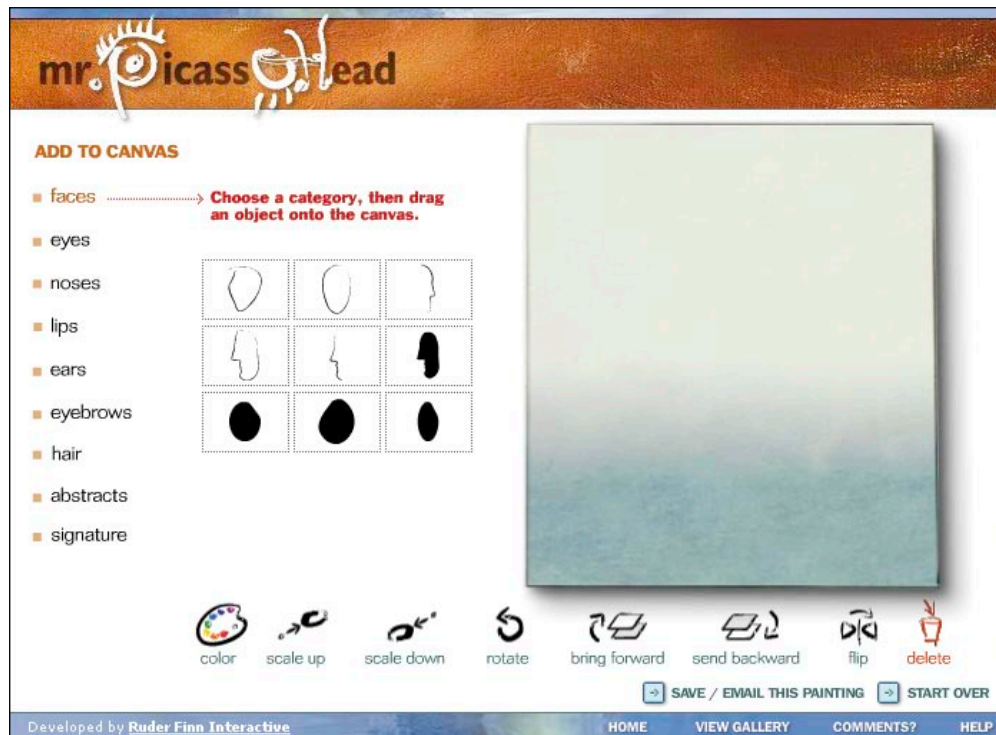 mr. Picasso Head
ADD TO CANVAS
faces
Choose a category, then drag
an object onto the canvas.
eyes
noses
lips
ears
eyebrows
hair
abstracts
signature
color
scale up
scale down
rotate
bring forward
send backward
flip
delete
SAVE / EMAIL THIS PAINTING
START OVER
Developed by Ruder Finn Interactive
HOME
VIEW GALLERY
COMMENTS?
HELP